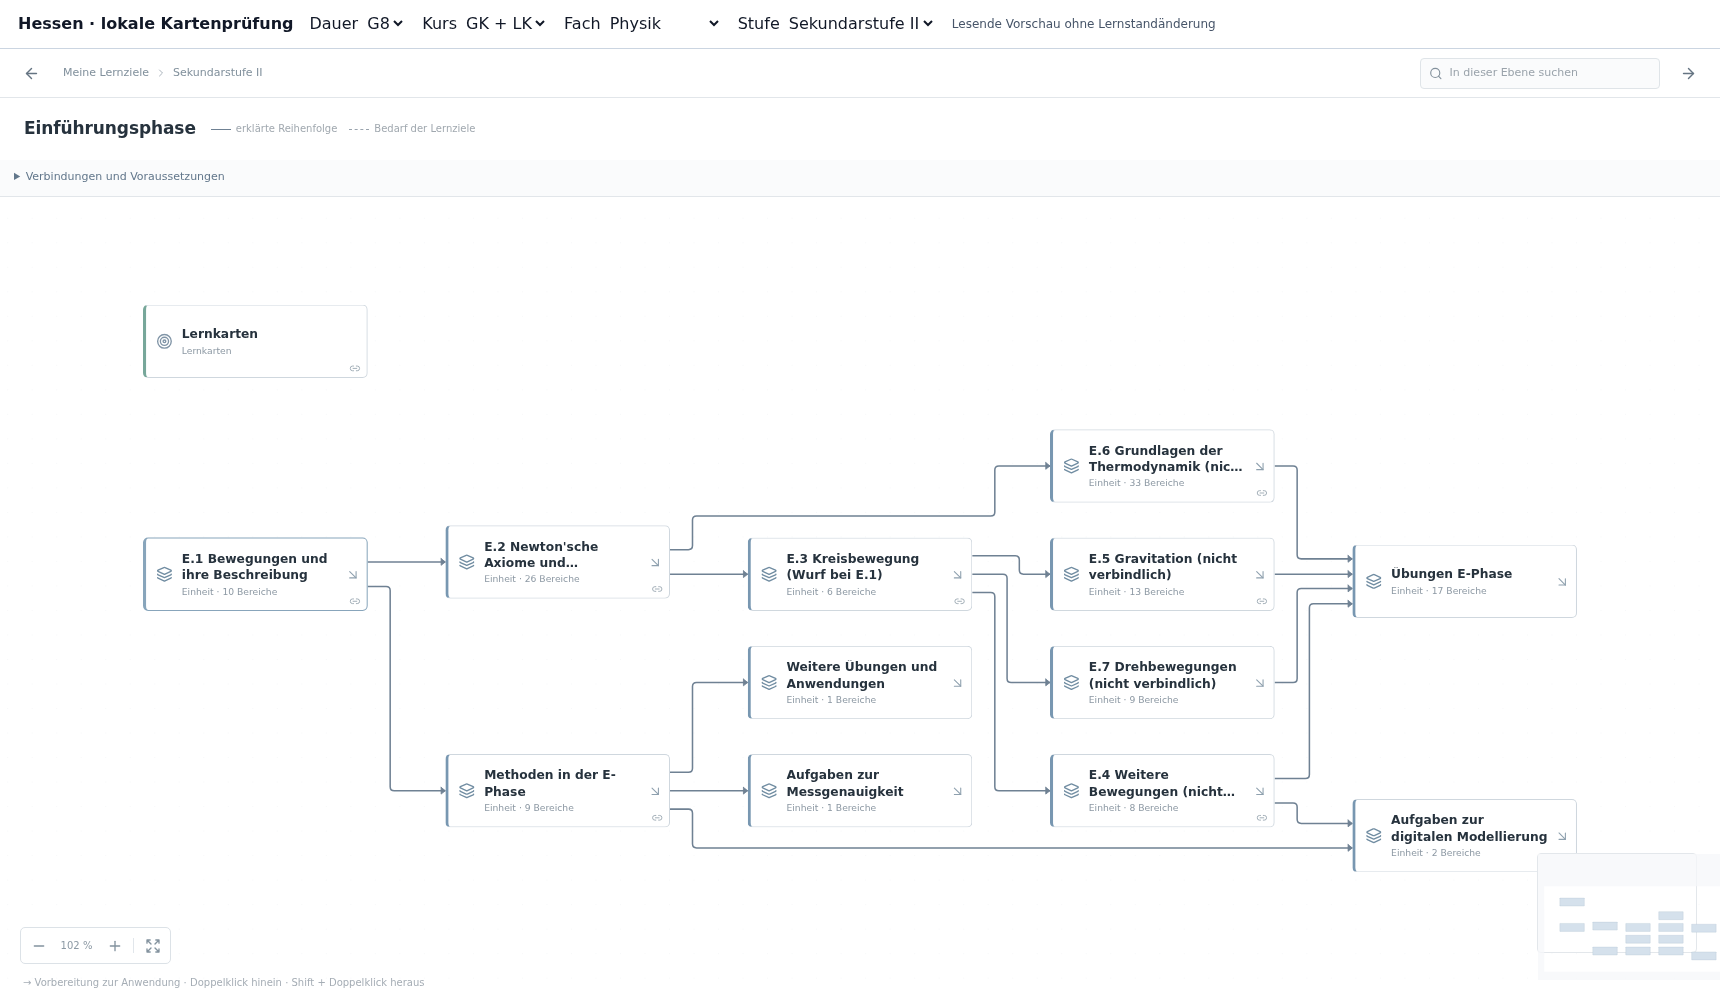 Hessen · lokale Kartenprüfung Dauer G8 Kurs GK + LK Fach Physik Stufe Sekundarstufe II Lesende Vorschau ohne Lernstandänderung
Meine Lernziele Sekundarstufe II In dieser Ebene suchen
Einführungsphase erklärte Reihenfolge Bedarf der Lernziele
Verbindungen und Voraussetzungen
Lernkarten
Lernkarten
E.1 Bewegungen und
ihre Beschreibung
Einheit · 10 Bereiche
E.2 Newton'sche
Axiome und…
Einheit · 26 Bereiche
Methoden in der E-
Phase
Einheit · 9 Bereiche
E.3 Kreisbewegung
(Wurf bei E.1)
Einheit · 6 Bereiche
Weitere Übungen und
Anwendungen
Einheit · 1 Bereiche
Aufgaben zur
Messgenauigkeit
Einheit · 1 Bereiche
E.6 Grundlagen der
Thermodynamik (nic…
Einheit · 33 Bereiche
E.5 Gravitation (nicht
verbindlich)
Einheit · 13 Bereiche
E.7 Drehbewegungen
(nicht verbindlich)
Einheit · 9 Bereiche
E.4 Weitere
Bewegungen (nicht…
Einheit · 8 Bereiche
Übungen E-Phase
Einheit · 17 Bereiche
Aufgaben zur
digitalen Modellierung
Einheit · 2 Bereiche
102 %
→ Vorbereitung zur Anwendung · Doppelklick hinein · Shift + Doppelklick heraus